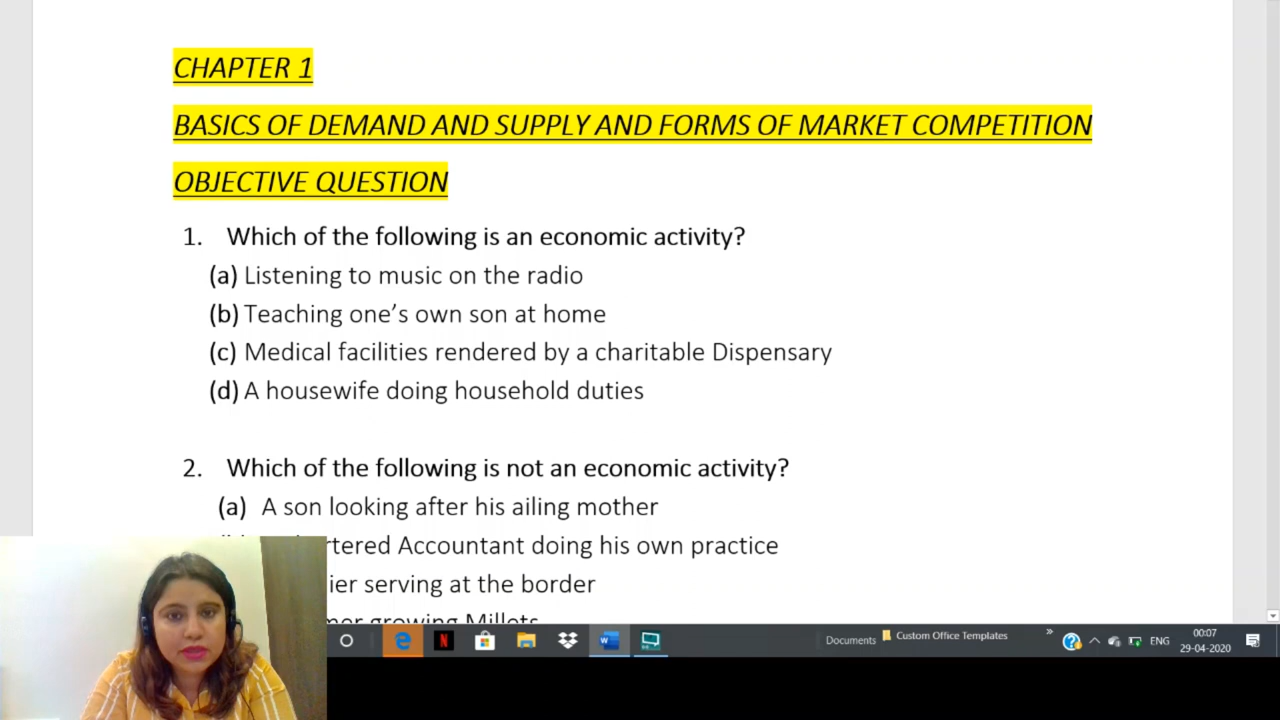 CHAPTER 1
BASICS OF DEMAND AND SUPPLY AND FORMS OF MARKET COMPETITION
OBJECTIVE QUESTION
1. Which of the following is an economic activity?
(a) Listening to music on the radio
(b) Teaching one’s own son at home
(c) Medical facilities rendered by a charitable Dispensary
(d) A housewife doing household duties
2. Which of the following is not an economic activity?
(a) A son looking after his ailing mother
Accountant doing his own practice
serving at the border
growing Millets
Documents Custom Office Templates » ENG 00:07
29-04-2020